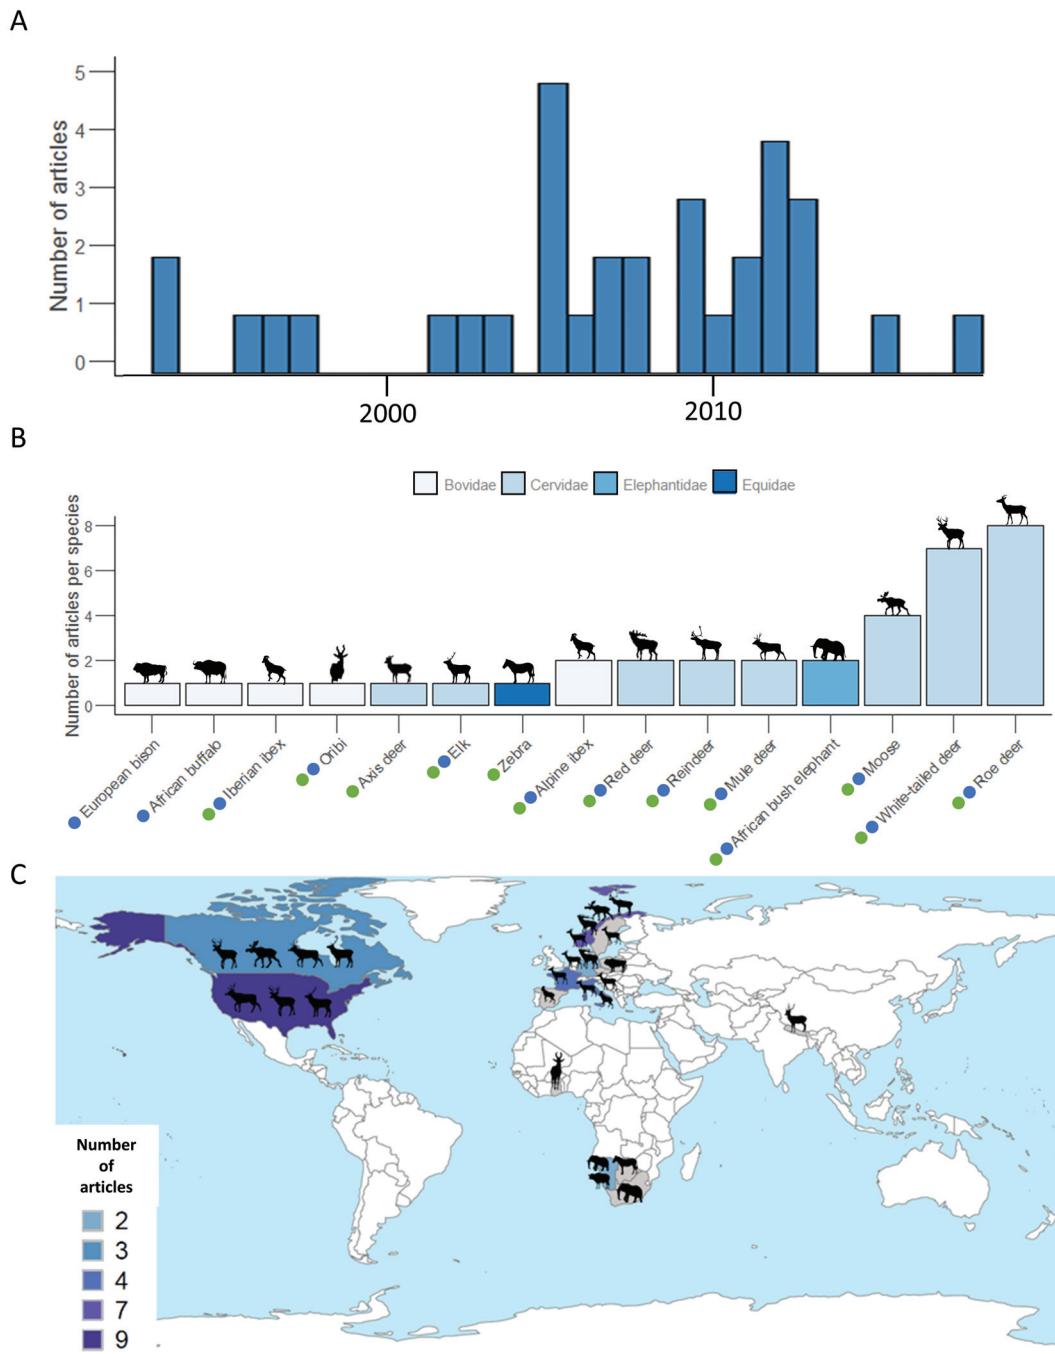 A
Number of articles
5
4
3
2
1
0
2000
2010
B
Bovidae
Cervidae
Elephantidae
Equidae
Number of articles per species
8
6
4
2
0
European bison
African buffalo
Iberian ibex
Oribi
Axis deer
Elk
Zebra
Alpine ibex
Red deer
Reindeer
Mule deer
African bush elephant
Moose
White-tailed deer
Roe deer
C
Number
of
articles
2
3
4
7
9